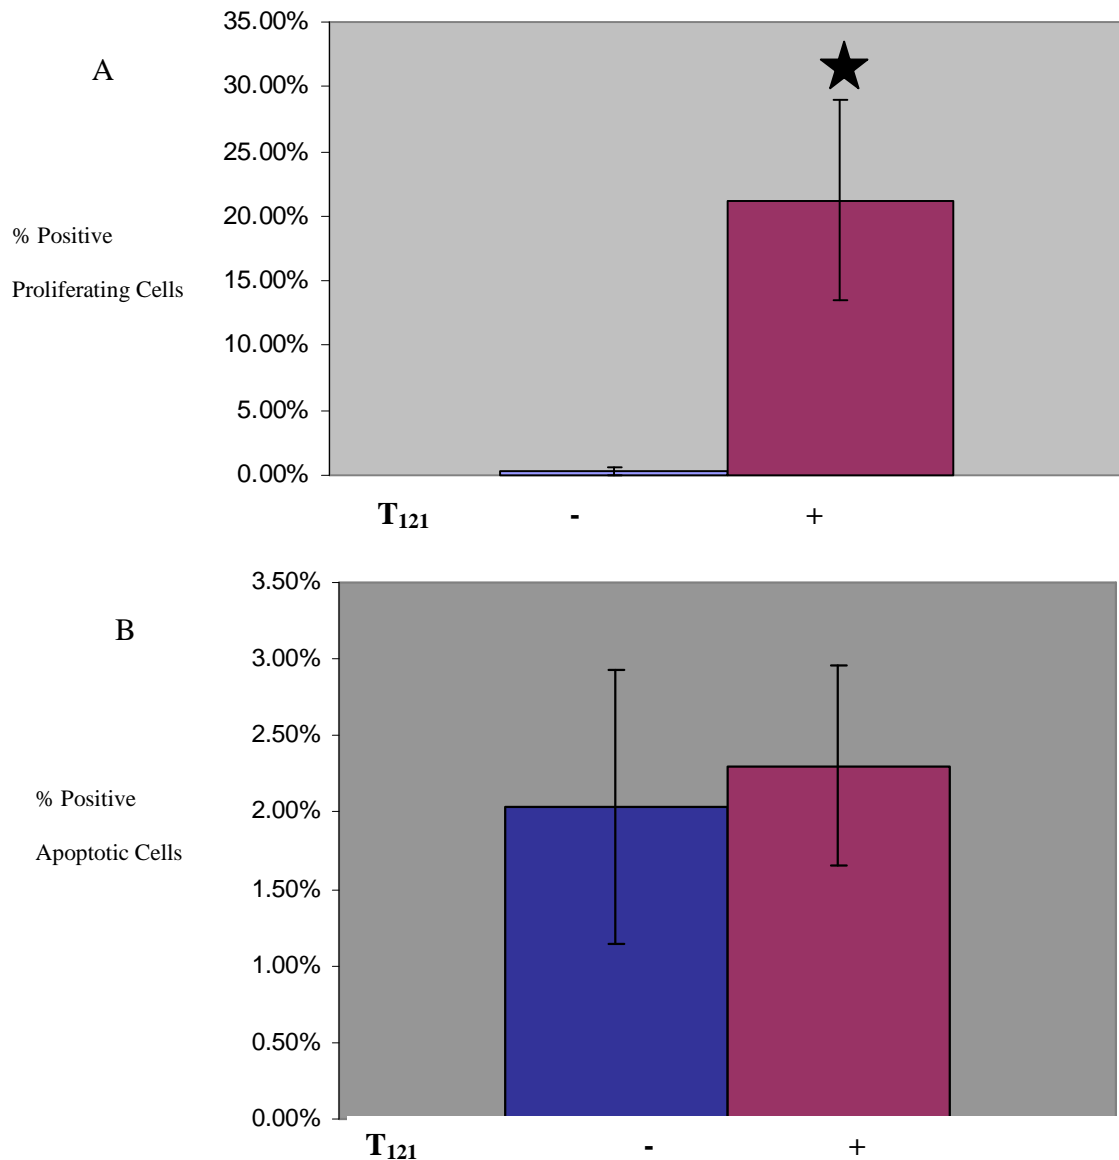 A
% Positive
Proliferating Cells
35.00%
30.00%
25.00%
20.00%
15.00%
10.00%
5.00%
0.00%
T₁₂₁ - +
B
% Positive
Apoptotic Cells
3.50%
3.00%
2.50%
2.00%
1.50%
1.00%
0.50%
0.00%
T₁₂₁ - +